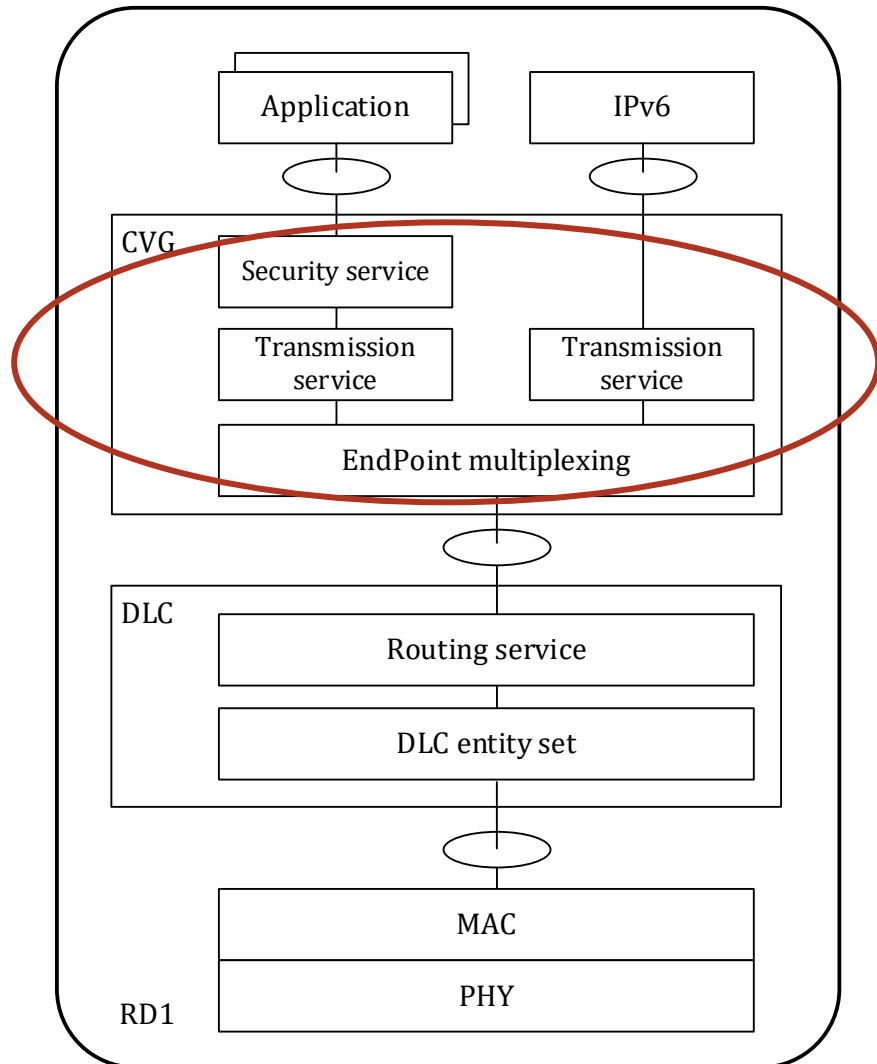 Application
IPv6
CVG
Security service
Transmission
service
Transmission
service
EndPoint multiplexing
DLC
Routing service
DLC entity set
MAC
PHY
RD1